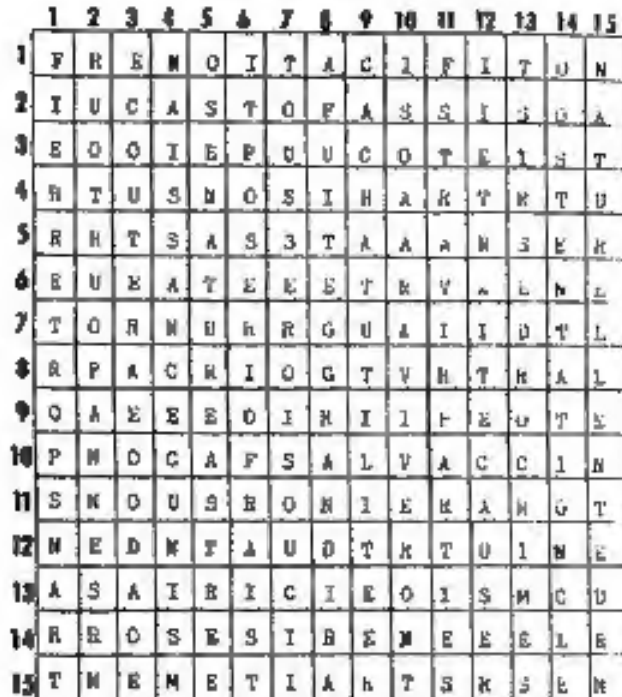 1 2 3 4 5 6 7 8 9 10 11 12 13 14 15
1 F R E N O I T A C I F I T O N
2 I U C A S T O F A S S I S G A
3 E O O I E P U U C O T E I S T
4 R T U S N O S I H A R T R T U
5 R H T S A S 3 T A A A N S E R
6 E U E A T E E E T R V A E N L
7 T O R N U R R G U A I I D T L
8 R P A C R I O G T V R T R A L
9 O A E E E D I R I I F E O T E
10 P N O C A F S A L V A C C I N
11 S N O U S R O N I E R A N G T
12 N E D N T A U D T R T U I N E
13 A S A I R I C I E O I S M C U
14 R R O S E S I B E N E E E L R
15 T N E M E T I A R T S R S E N